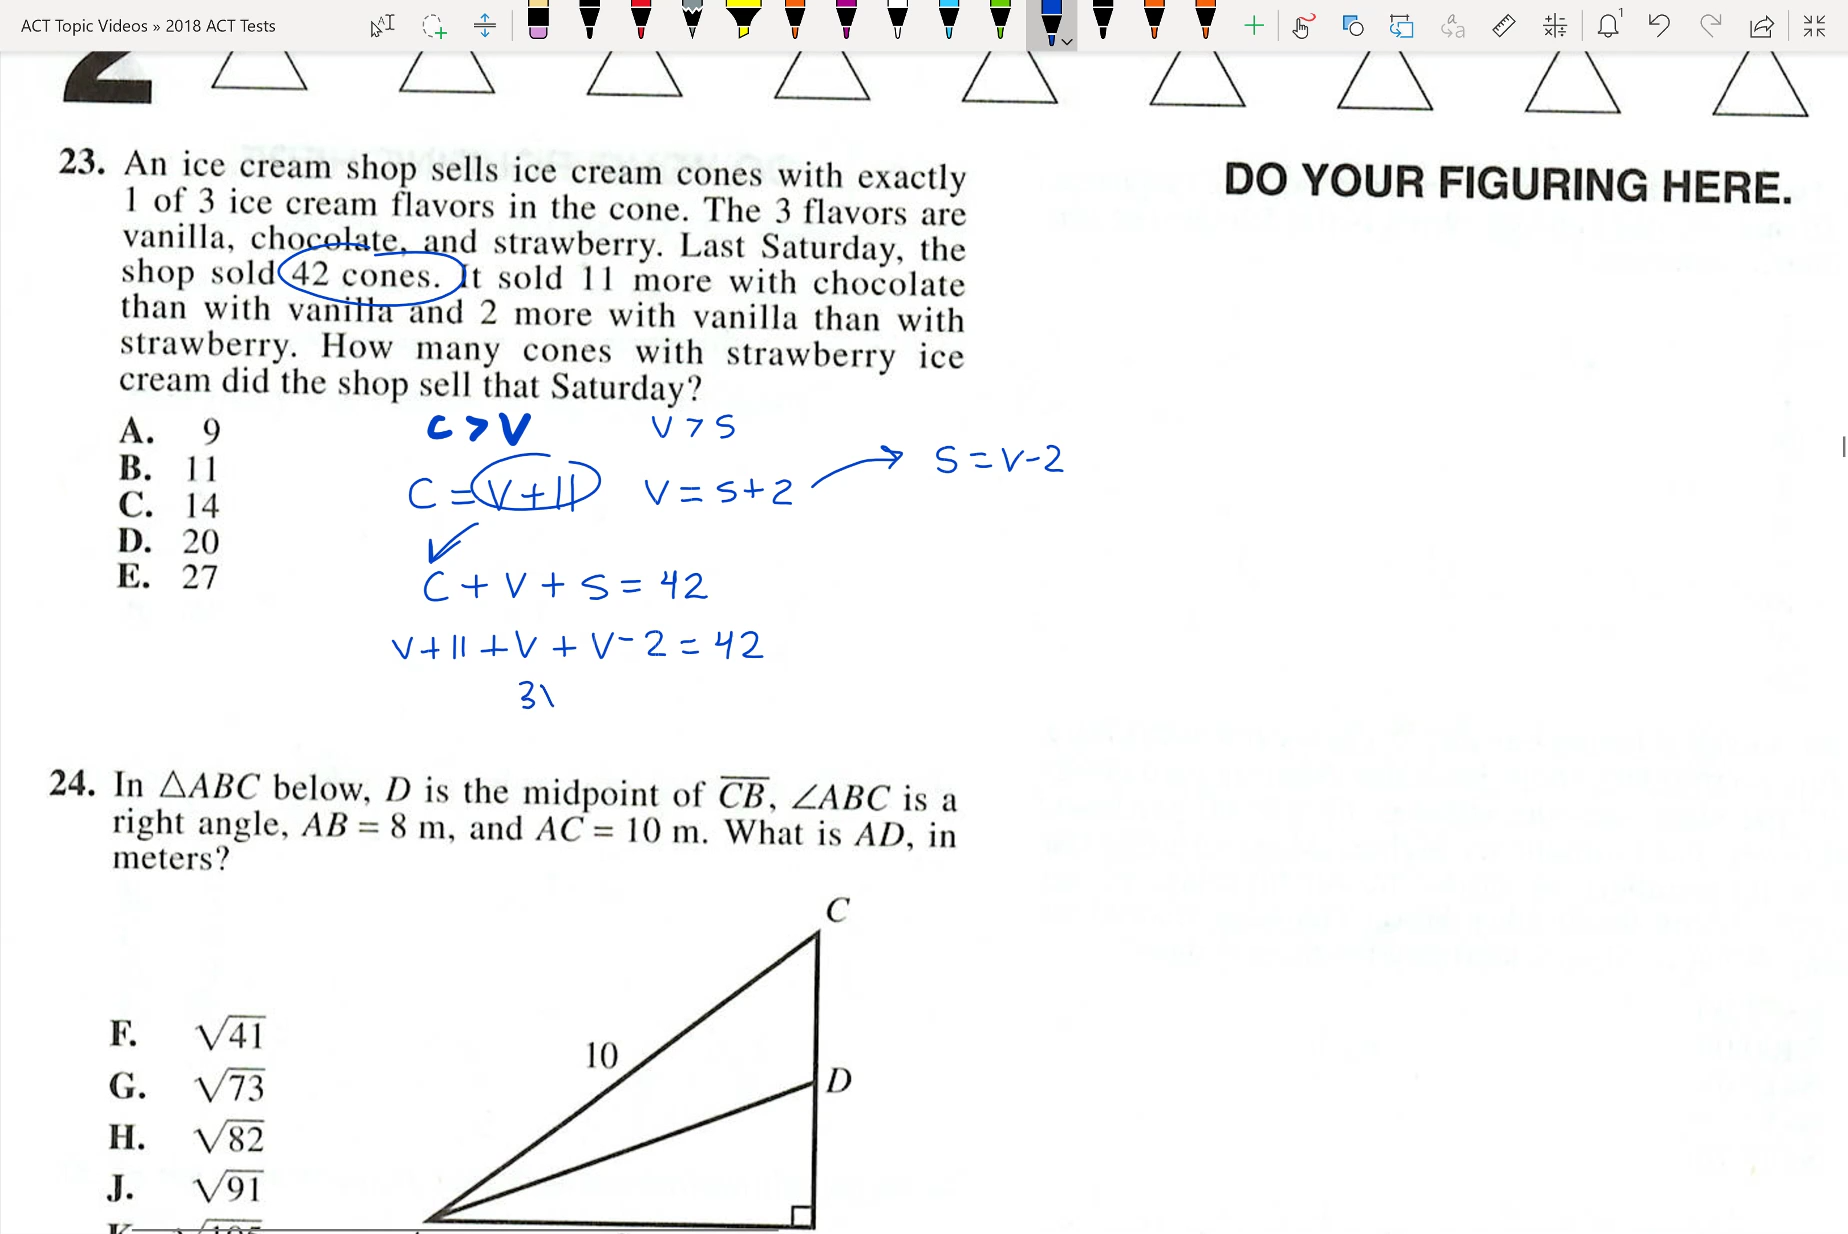 ACT Topic Videos » 2018 ACT Tests
1
2
23. An ice cream shop sells ice cream cones with exactly
1 of 3 ice cream flavors in the cone. The 3 flavors are
vanilla, chocolate, and strawberry. Last Saturday, the
shop sold 42 cones. It sold 11 more with chocolate
than with vanilla and 2 more with vanilla than with
strawberry. How many cones with strawberry ice
cream did the shop sell that Saturday?
DO YOUR FIGURING HERE.
A. 9
B. 11
C. 14
D. 20
E. 27
C > V
V > S
C = V + 11
V = S + 2
S = V - 2
C + V + S = 42
V + 11 + V + V - 2 = 42
3\
24. In △ABC below, D is the midpoint of C̅B̅, ∠ABC is a
right angle, AB = 8 m, and AC = 10 m. What is AD, in
meters?
C
10
D
F. √41
G. √73
H. √82
J. √91